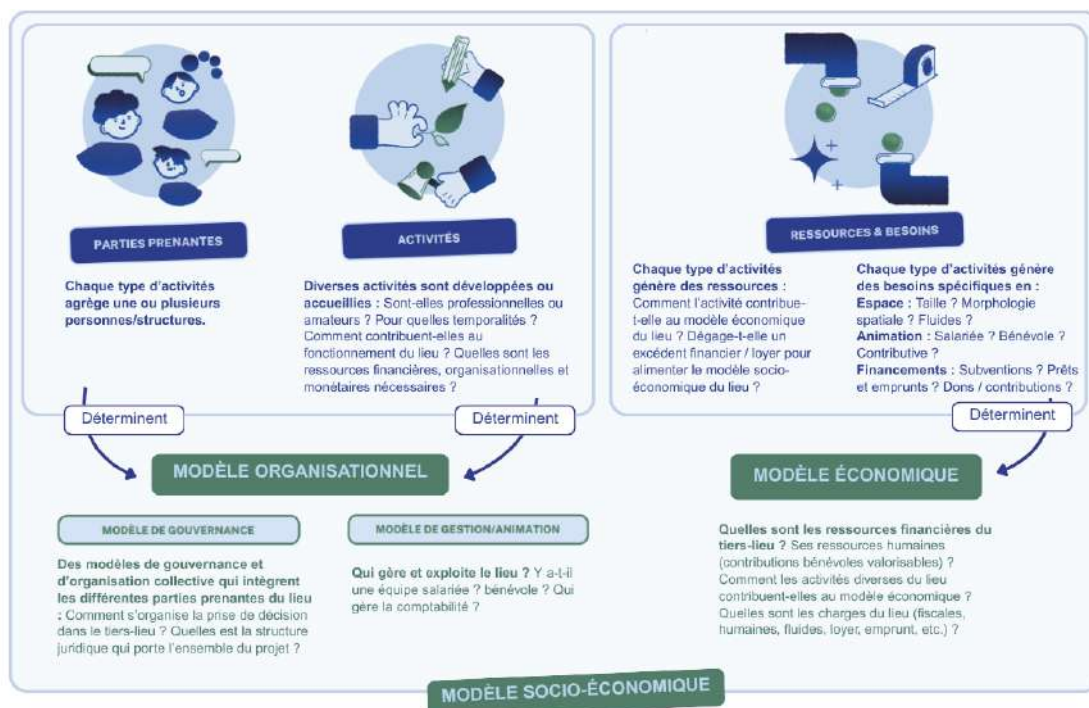 PARTIES PRENANTES
Chaque type d'activités
agrège une ou plusieurs
personnes/structures.
ACTIVITÉS
Diverses activités sont développées ou
accueillies : Sont-elles professionnelles ou
amateurs ? Pour quelles temporalités ?
Comment contribuent-elles au
fonctionnement du lieu ? Quelles sont les
ressources financières, organisationnelles et
monétaires nécessaires ?
RESSOURCES & BESOINS
Chaque type d'activités
génère des ressources :
Comment l'activité contribue-
t-elle au modèle économique
du lieu ? Dégage-t-elle un
excédent financier / loyer pour
alimenter le modèle socio-
économique du lieu ?
Chaque type d'activités génère
des besoins spécifiques en :
Espace : Taille ? Morphologie
spatiale ? Fluides ?
Animation : Salariée ? Bénévole ?
Contributive ?
Financements : Subventions ? Prêts
et emprunts ? Dons / contributions ?
Déterminent
Déterminent
Déterminent
MODÈLE ORGANISATIONNEL
MODÈLE DE GOUVERNANCE
Des modèles de gouvernance et
d'organisation collective qui intègrent
les différentes parties prenantes du lieu
: Comment s'organise la prise de décision
dans le tiers-lieu ? Quelles est la structure
juridique qui porte l'ensemble du projet ?
MODÈLE DE GESTION/ANIMATION
Qui gère et exploite le lieu ? Y a-t-il
une équipe salariée ? bénévole ? Qui
gère la comptabilité ?
MODÈLE ÉCONOMIQUE
Quelles sont les ressources financières du
tiers-lieu ? Ses ressources humaines
(contributions bénévoles valorisables) ?
Comment les activités diverses du lieu
contribuent-elles au modèle économique ?
Quelles sont les charges du lieu (fiscales,
humaines, fluides, loyer, emprunt, etc.) ?
MODÈLE SOCIO-ÉCONOMIQUE